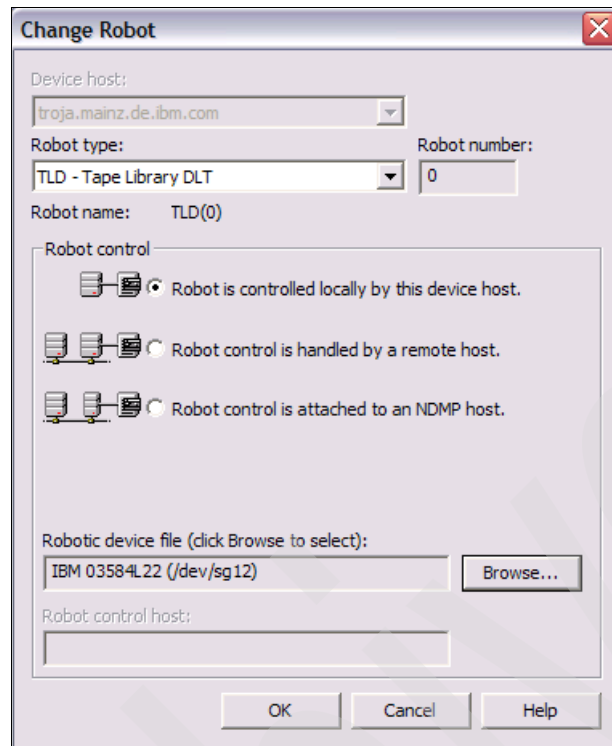 Change Robot
Device host:
troja.mainz.de.ibm.com
Robot type:
Robot number:
TLD - Tape Library DLT
0
Robot name: TLD(0)
Robot control
Robot is controlled locally by this device host.
Robot control is handled by a remote host.
Robot control is attached to an NDMP host.
Robotic device file (click Browse to select):
IBM 03584L22 (/dev/sg12)
Browse...
Robot control host:
OK
Cancel
Help